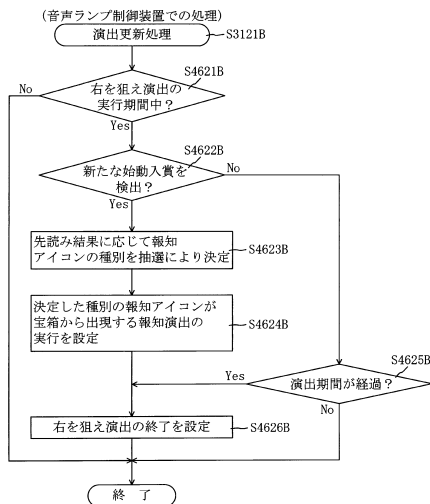 (音声ランプ制御装置での処理)
演出更新処理
S3121B
S4621B
右を狙え演出の
実行期間中？
No
Yes
S4622B
新たな始動入賞を
検出？
No
Yes
先読み結果に応じて報知
アイコンの種別を抽選により決定
S4623B
決定した種別の報知アイコンが
宝箱から出現する報知演出の
実行を設定
S4624B
S4625B
演出期間が経過？
Yes
No
右を狙え演出の終了を設定
S4626B
終 了